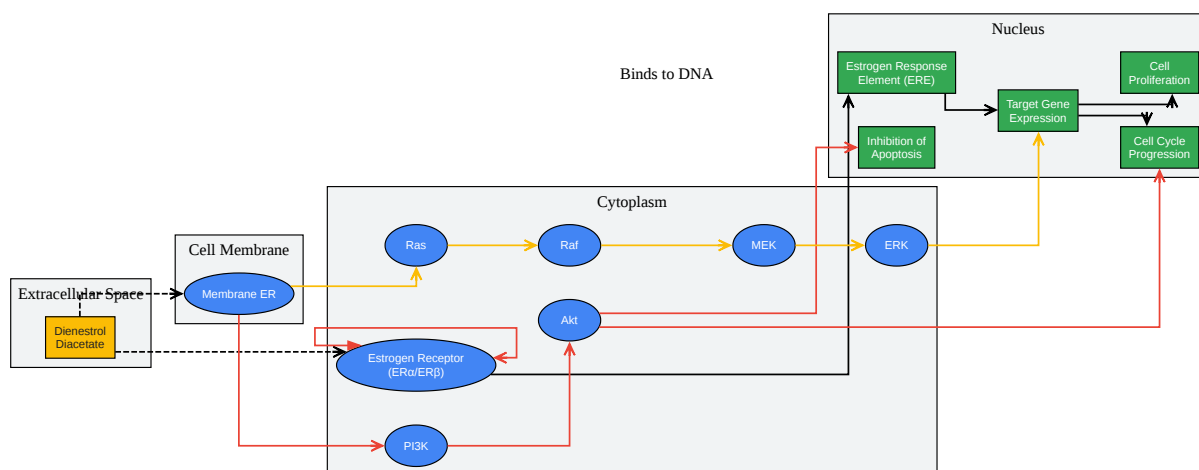 Nucleus
Estrogen Response
Element (ERE)
Cell
Proliferation
Binds to DNA
Target Gene
Expression
Inhibition of
Apoptosis
Cell Cycle
Progression
Cytoplasm
Ras
Raf
MEK
ERK
Cell Membrane
Membrane ER
Extracellular Space
Dienestrol
Diacetate
Akt
Estrogen Receptor
(ERα/ERβ)
PI3K